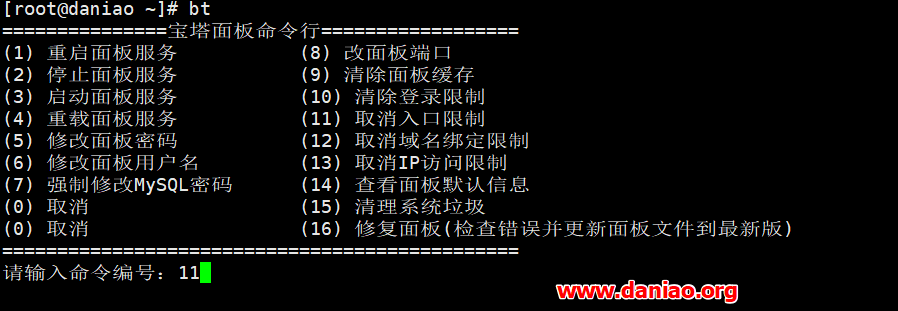 [root@daniao ~]# bt
===============宝塔面板命令行==================
(1) 重启面板服务 (8) 改面板端口
(2) 停止面板服务 (9) 清除面板缓存
(3) 启动面板服务 (10) 清除登录限制
(4) 重载面板服务 (11) 取消入口限制
(5) 修改面板密码 (12) 取消域名绑定限制
(6) 修改面板用户名 (13) 取消IP访问限制
(7) 强制修改MySQL密码 (14) 查看面板默认信息
(0) 取消 (15) 清理系统垃圾
(0) 取消 (16) 修复面板(检查错误并更新面板文件到最新版)
===============================================
请输入命令编号：11
www.daniao.org